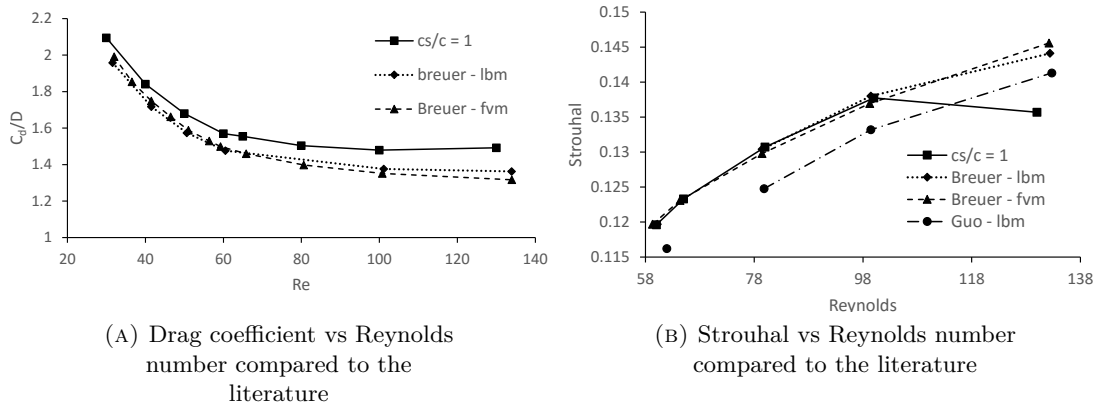 2.2
2
1.8
1.6
1.4
1.2
1
20
40
60
80
100
120
140
C_d/D
Re
cs/c = 1
breuer - lbm
Breuer - fvm
(A) Drag coefficient vs Reynolds
number compared to the
literature
0.15
0.145
0.14
0.135
0.13
0.125
0.12
0.115
58
78
98
118
138
Strouhal
Reynolds
cs/c = 1
Breuer - lbm
Breuer - fvm
Guo - lbm
(B) Strouhal vs Reynolds number
compared to the literature